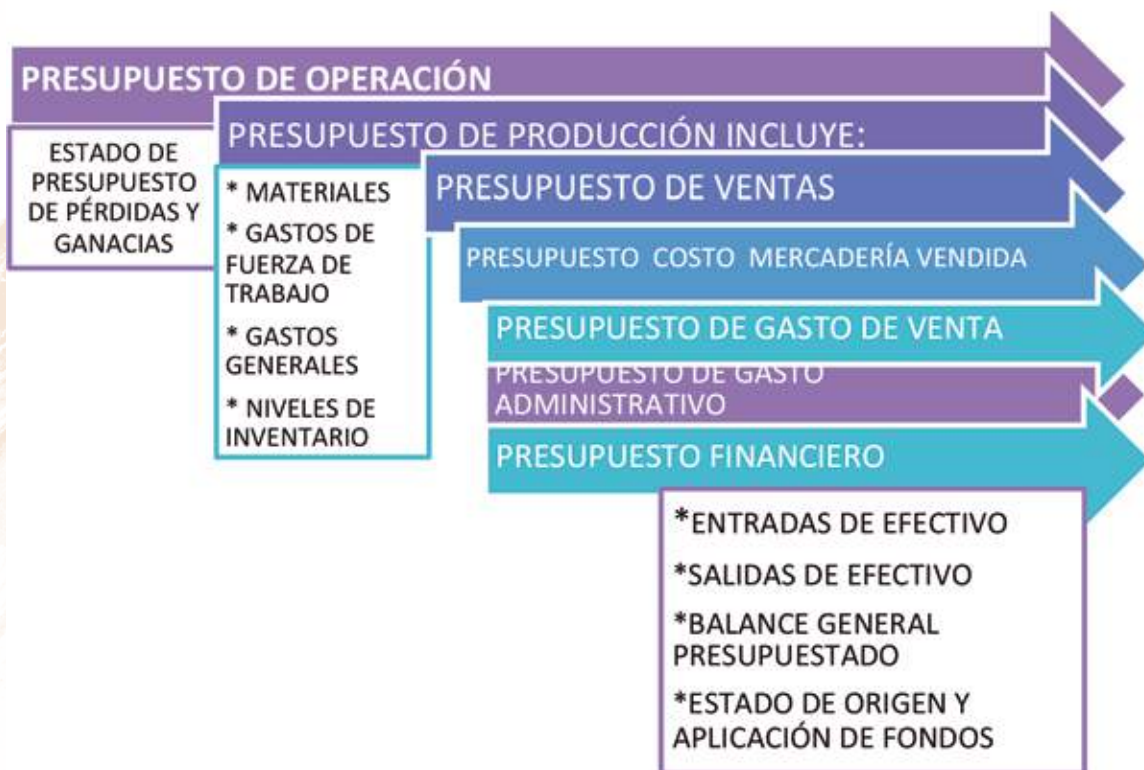 PRESUPUESTO DE OPERACIÓN
ESTADO DE
PRESUPUESTO
DE PÉRDIDAS Y
GANACIAS
PRESUPUESTO DE PRODUCCIÓN INCLUYE:
* MATERIALES
* GASTOS DE
FUERZA DE
TRABAJO
* GASTOS
GENERALES
* NIVELES DE
INVENTARIO
PRESUPUESTO DE VENTAS
PRESUPUESTO COSTO MERCADERÍA VENDIDA
PRESUPUESTO DE GASTO DE VENTA
PRESUPUESTO DE GASTO
ADMINISTRATIVO
PRESUPUESTO FINANCIERO
*ENTRADAS DE EFECTIVO
*SALIDAS DE EFECTIVO
*BALANCE GENERAL
PRESUPUESTADO
*ESTADO DE ORIGEN Y
APLICACIÓN DE FONDOS